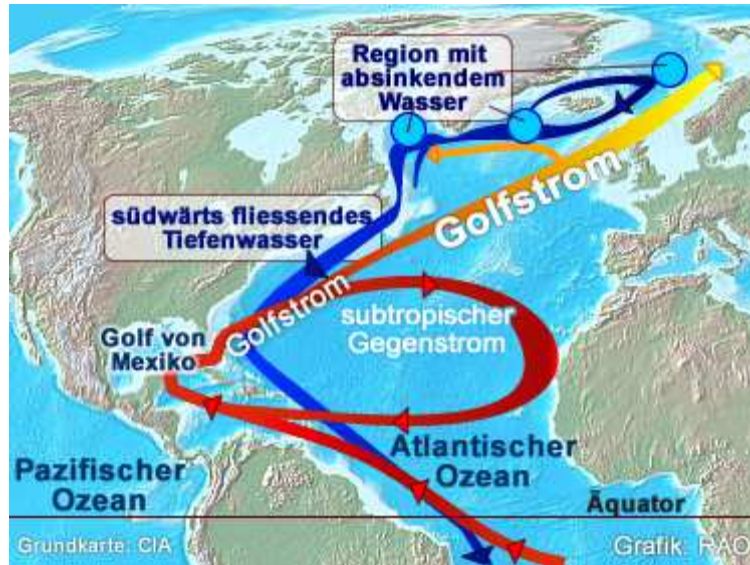 Region mit
absinkendem
Wasser
südwärts fliessendes
Tiefenwasser
Golfstrom
Golfstrom
subtropischer
Gegenstrom
Golf von
Mexiko
Atlantischer
Ozean
Pazifischer
Ozean
Äquator
Grundkarte: CIA
Grafik: RAO